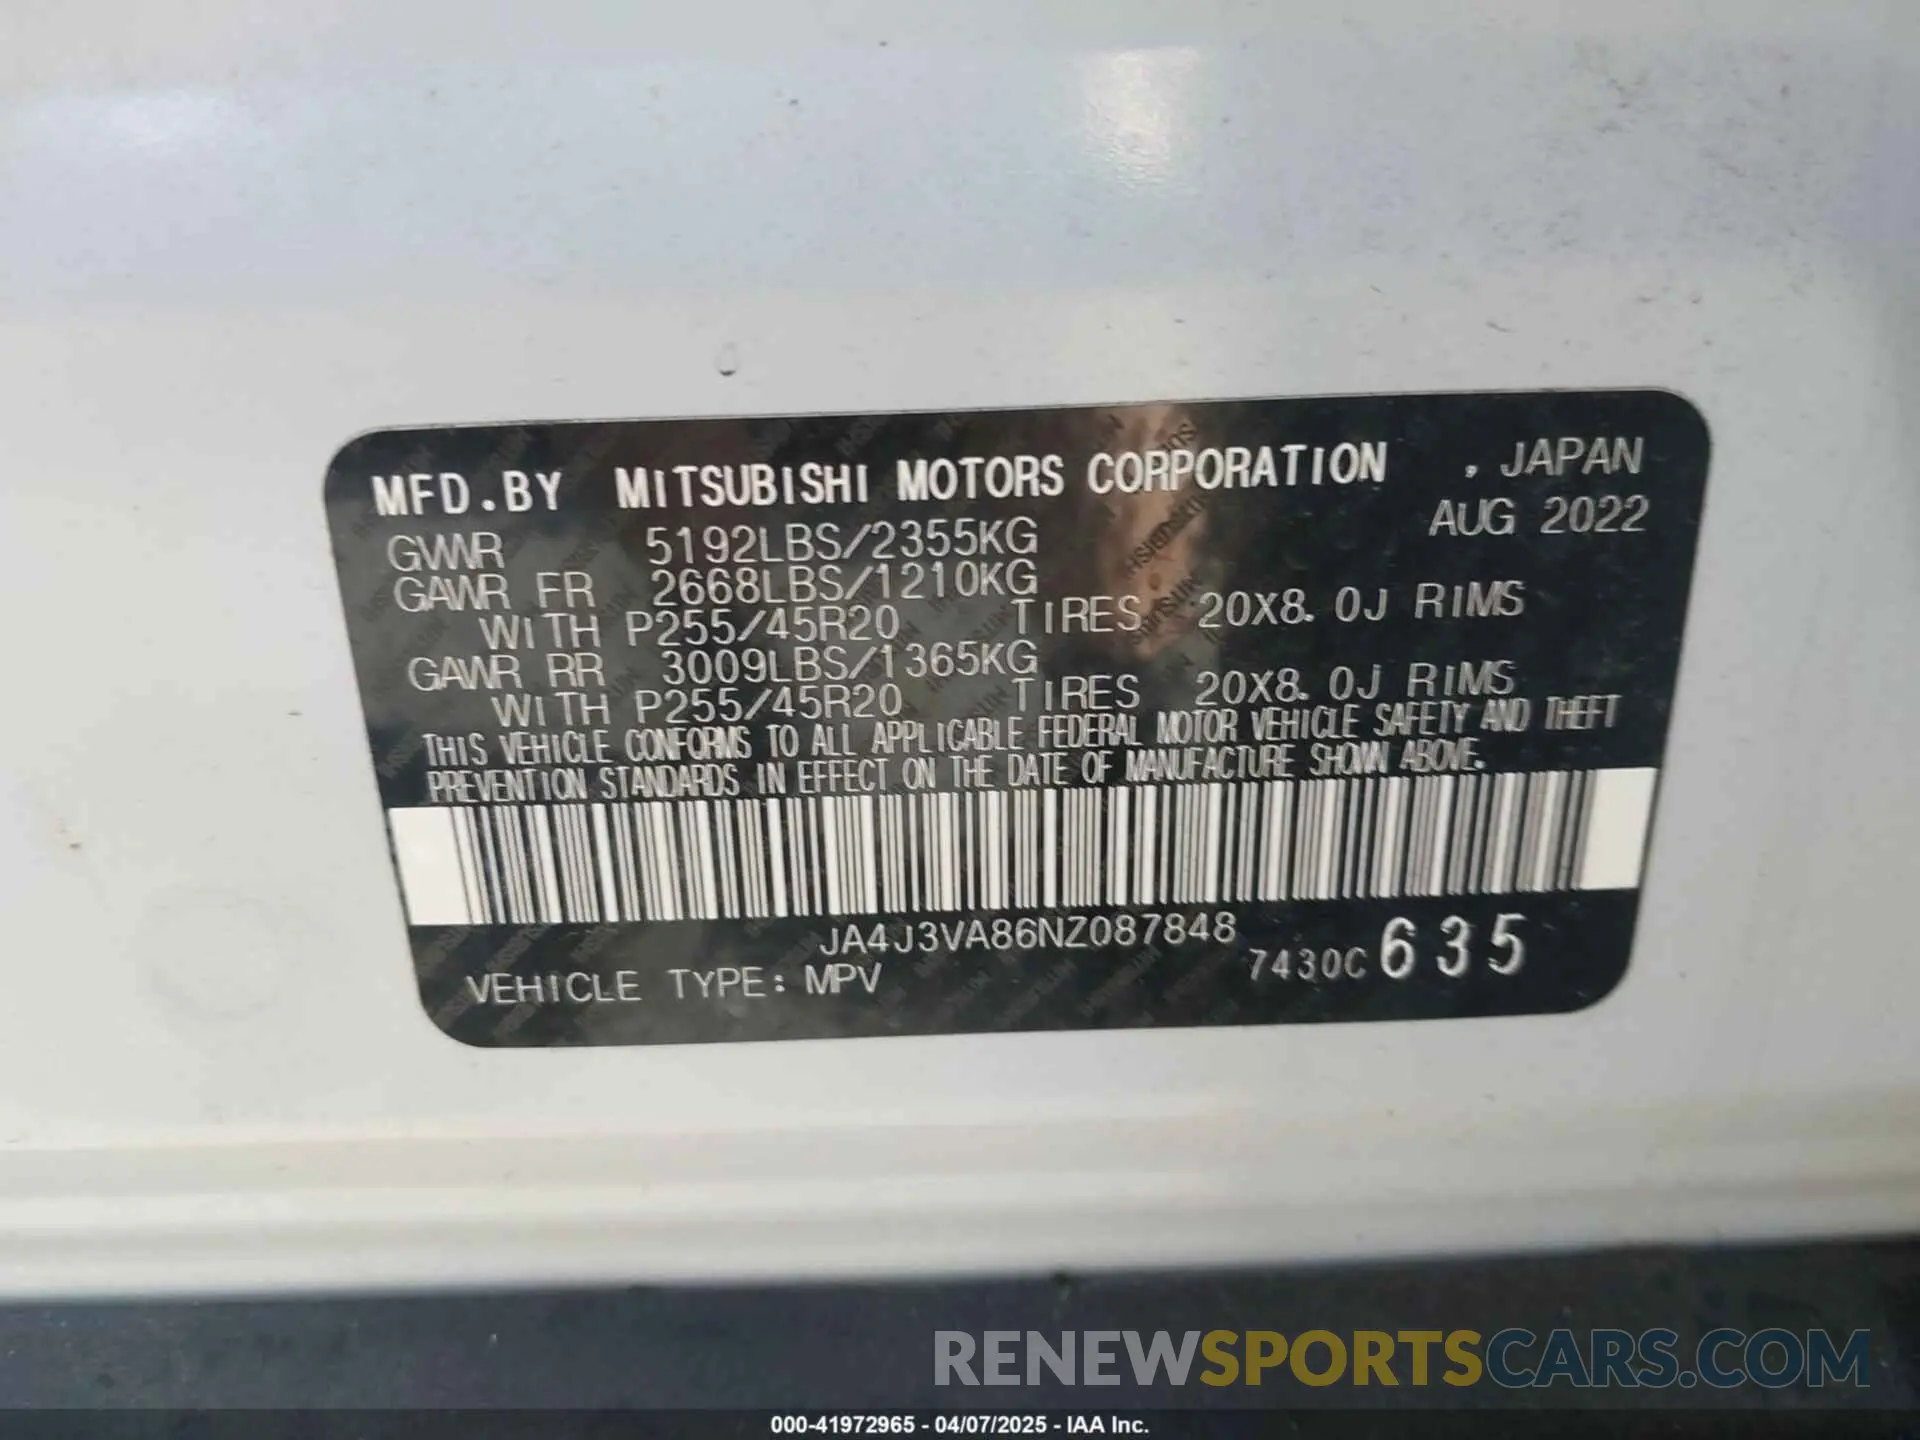 MFD.BY MITSUBISHI MOTORS CORPORATION , JAPAN
AUG 2022
GVWR 5192LBS/2355KG
GAWR FR 2668LBS/1210KG
WITH P255/45R20 TIRES 20X8.0J RIMS
GAWR RR 3009LBS/1365KG
WITH P255/45R20 TIRES 20X8.0J RIMS
THIS VEHICLE CONFORMS TO ALL APPLICABLE FEDERAL MOTOR VEHICLE SAFETY AND THEFT
PREVENTION STANDARDS IN EFFECT ON THE DATE OF MANUFACTURE SHOWN ABOVE.
JA4J3VA86NZ087848
VEHICLE TYPE: MPV 7430C 635
RENEWSPORTSCARS.COM
000-41972965 - 04/07/2025 - IAA Inc.